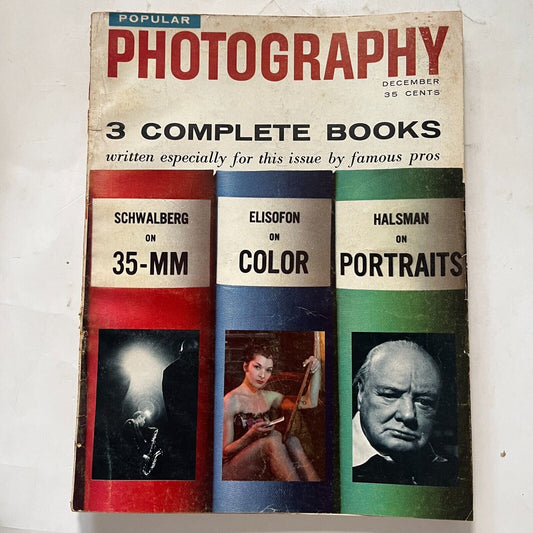 POPULAR
PHOTOGRAPHY
DECEMBER
35 CENTS
3 COMPLETE BOOKS
written especially for this issue by famous pros
SCHWALBERG
ON
35-MM
ELISOFON
ON
COLOR
HALSMAN
ON
PORTRAITS